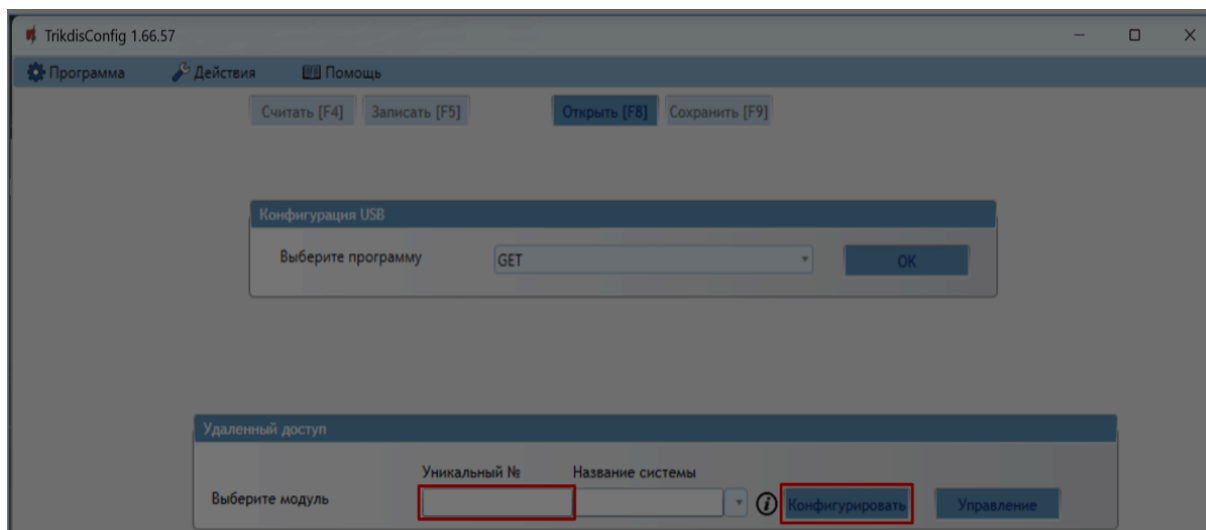 TrikdisConfig 1.66.57
Программа Действия Помощь
Считать [F4] Записать [F5] Открыть [F8] Сохранить [F9]
Конфигурация USB
Выберите программу GET OK
Удаленный доступ
Уникальный № Название системы
Выберите модуль Конфигурировать Управление